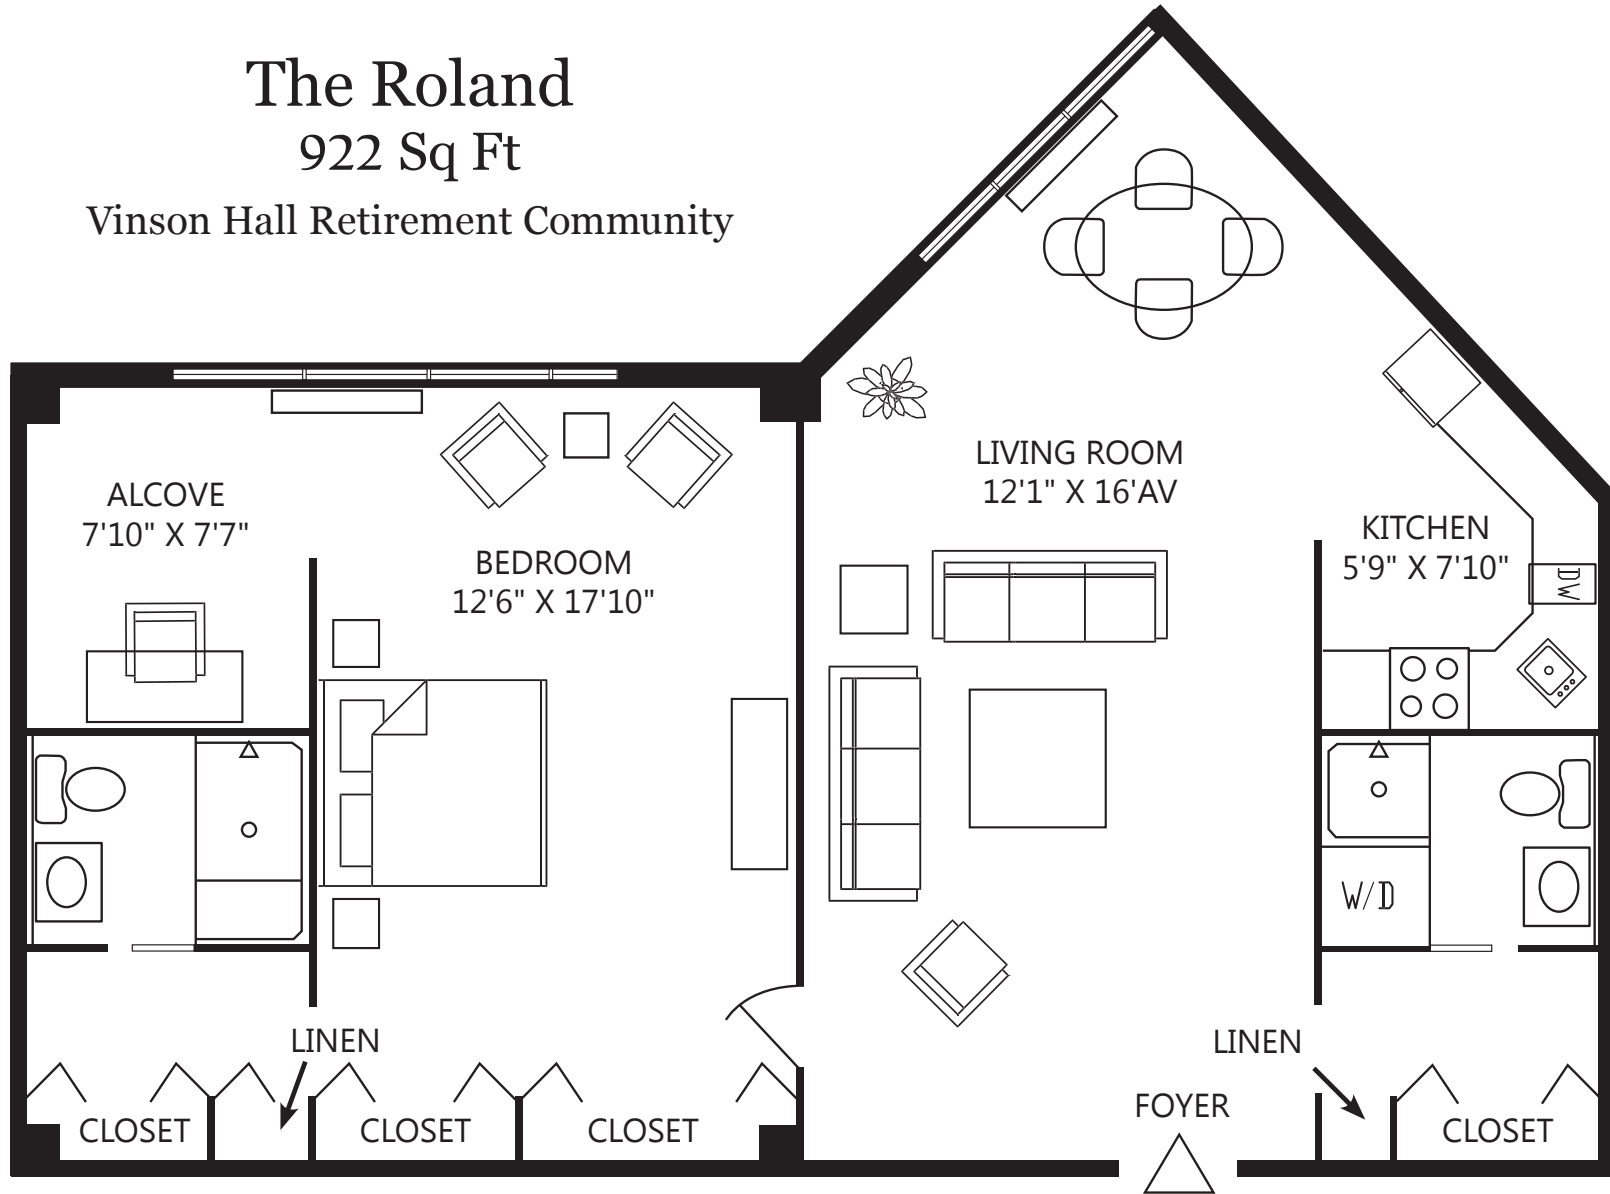 The Roland
922 Sq Ft
Vinson Hall Retirement Community
ALCOVE
7'10" X 7'7"
BEDROOM
12'6" X 17'10"
LIVING ROOM
12'1" X 16'AV
KITCHEN
5'9" X 7'10"
DW
W/D
LINEN
LINEN
FOYER
CLOSET
CLOSET
CLOSET
CLOSET